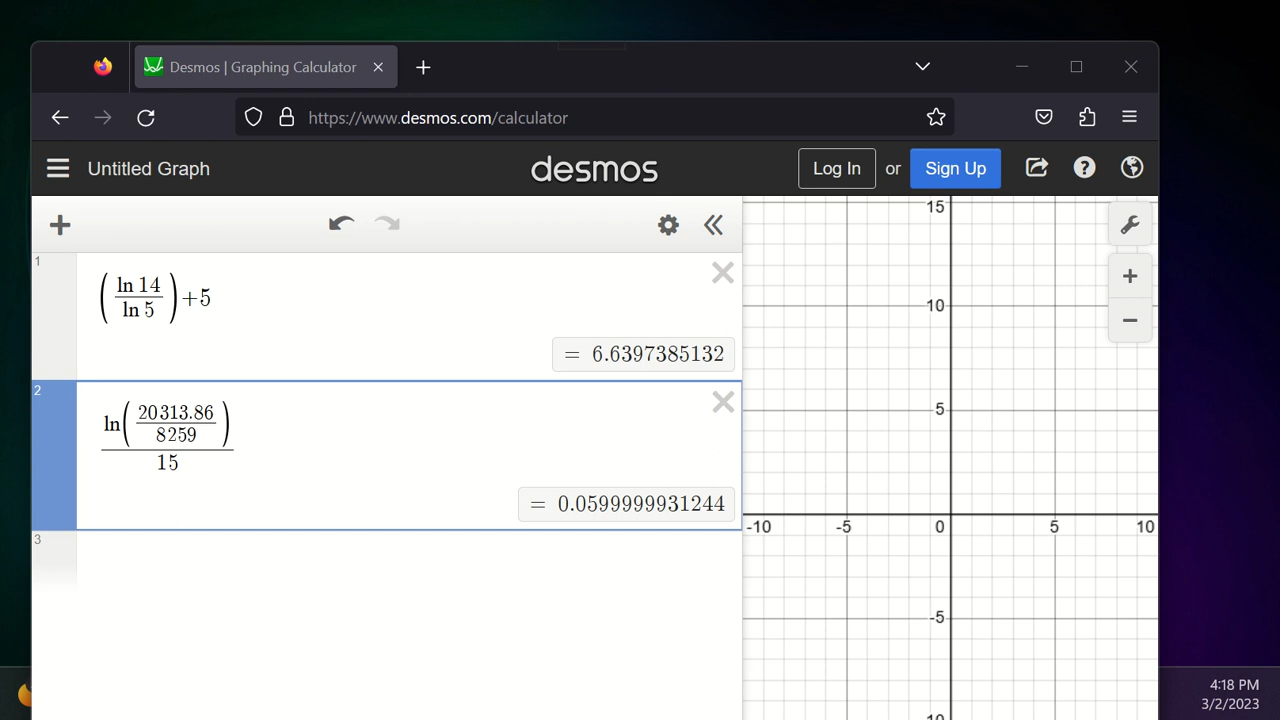 Desmos | Graphing Calculator
https://www.desmos.com/calculator
Untitled Graph
desmos
Log In or Sign Up
1
(ln 14 / ln 5) + 5
= 6.6397385132
2
ln(20313.86 / 8259) / 15
= 0.0599999931244
3
15
10
5
-10 -5 0 5 10
-5
-10
4:18 PM
3/2/2023